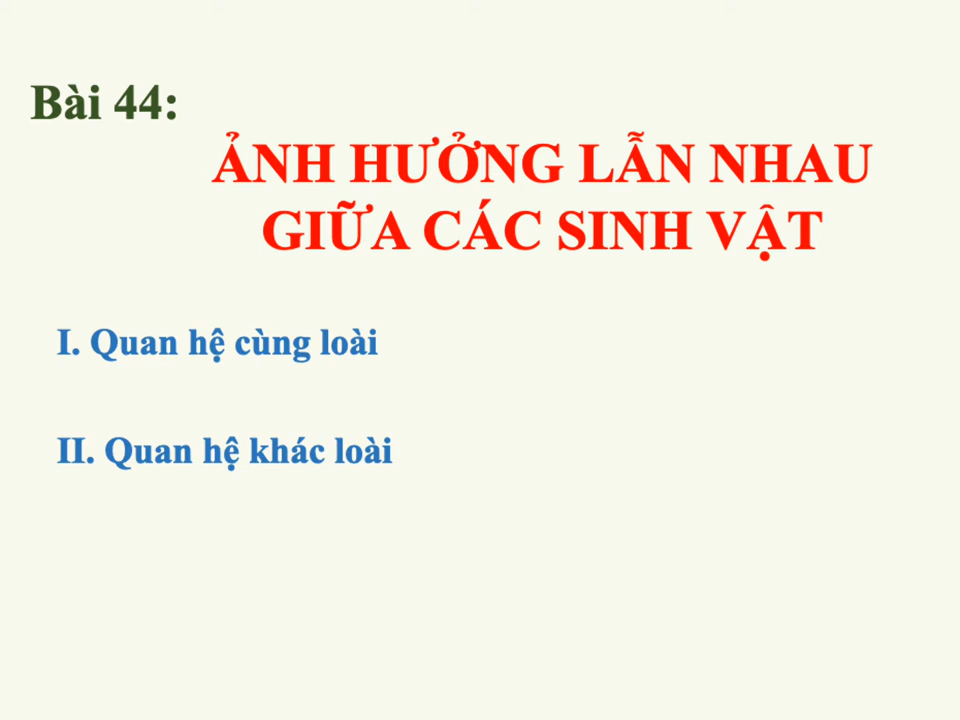 Bài 44:
ẢNH HƯỞNG LẪN NHAU
GIỮA CÁC SINH VẬT
I. Quan hệ cùng loài
II. Quan hệ khác loài